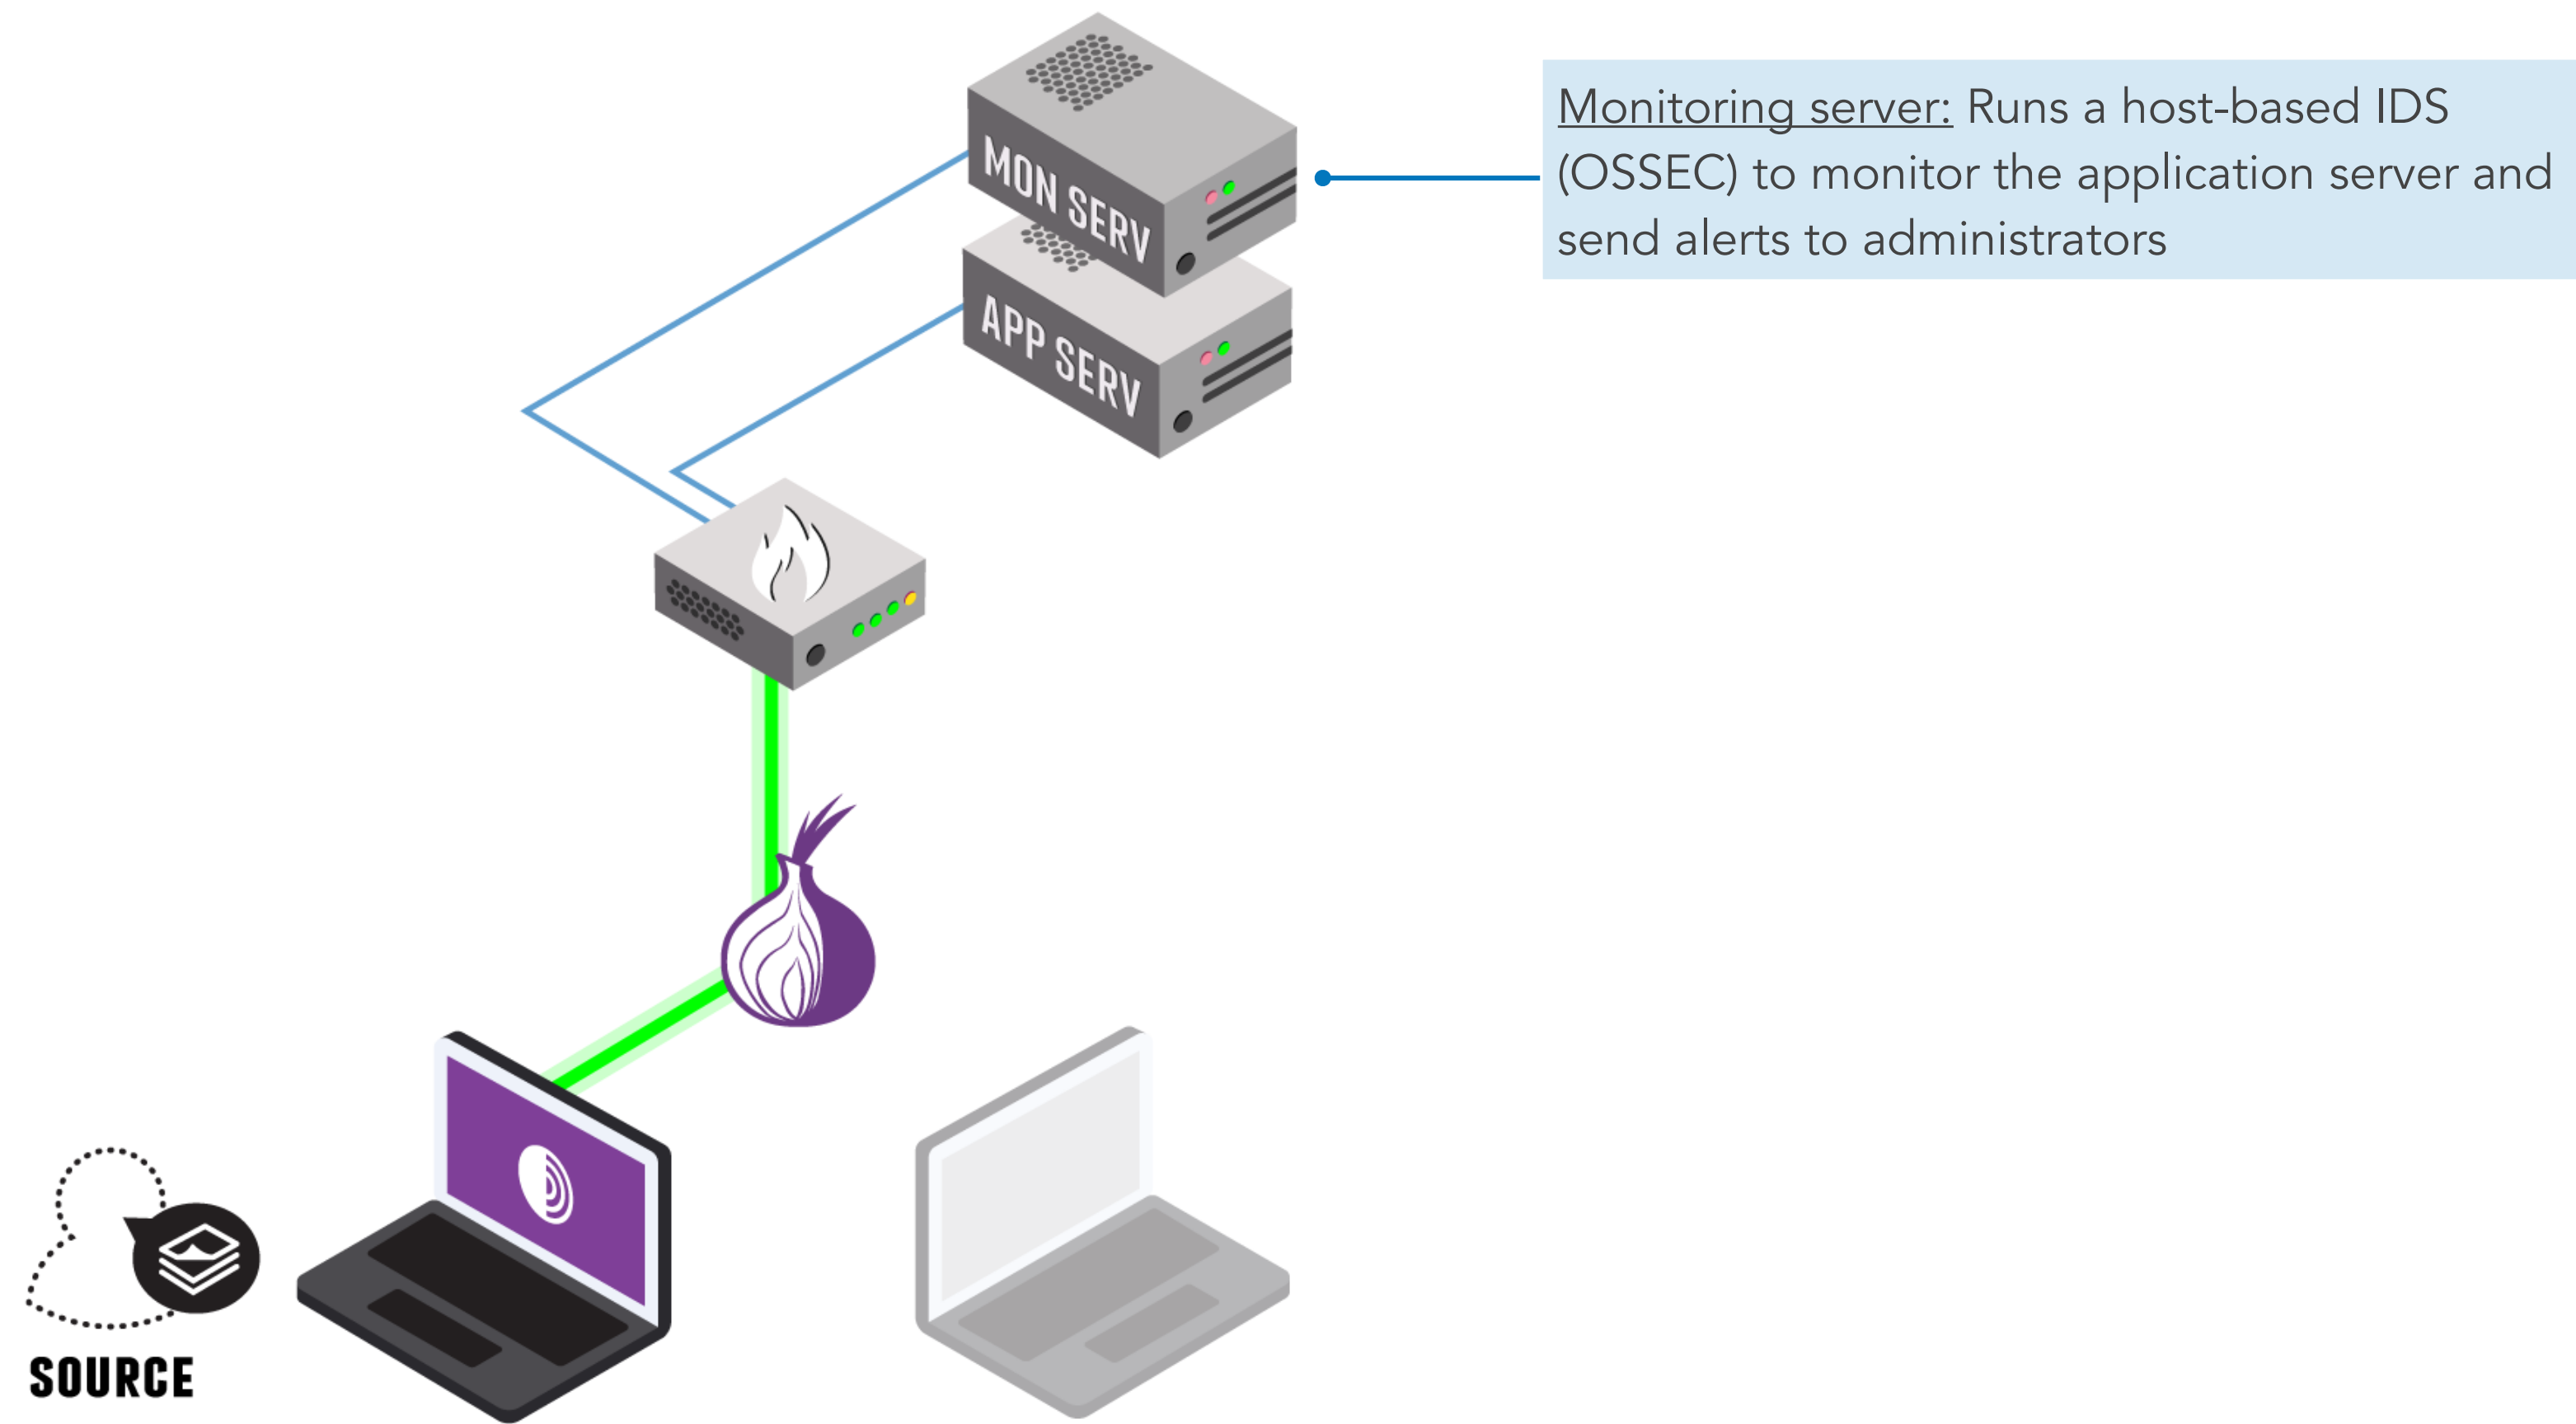 MON SERV
Monitoring server: Runs a host-based IDS
(OSSEC) to monitor the application server and
send alerts to administrators
APP SERV
SOURCE